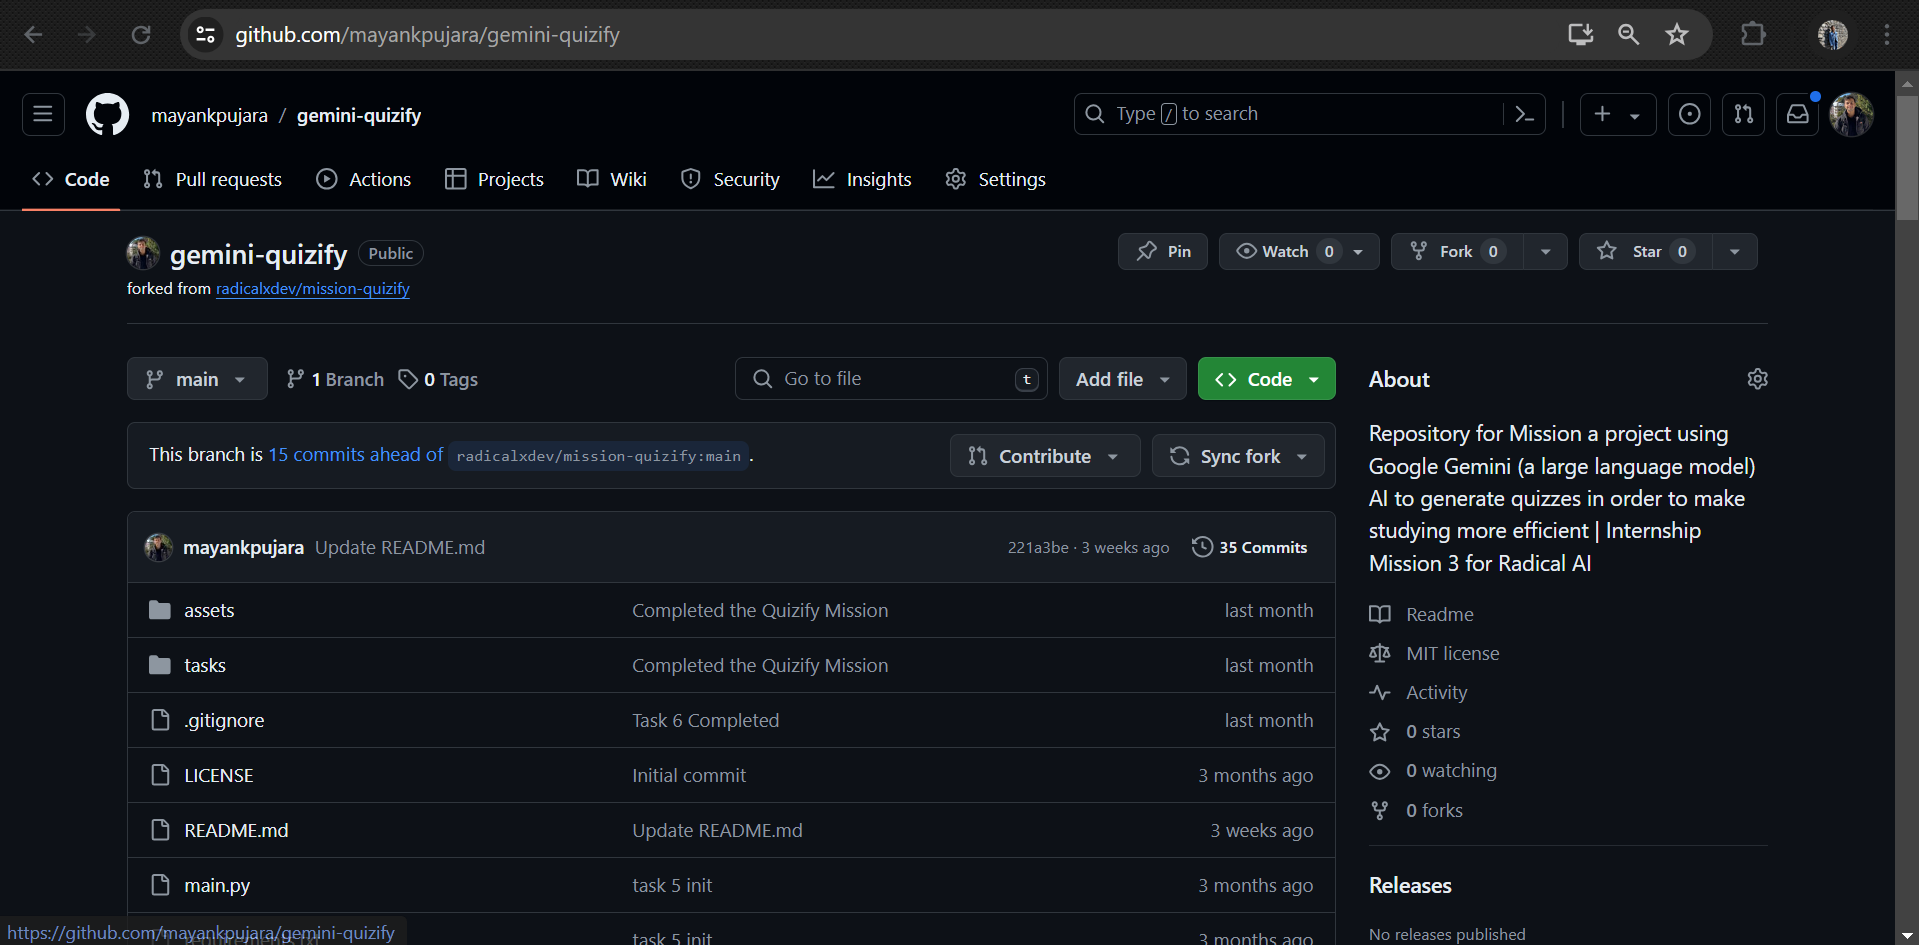 github.com/mayankpujara/gemini-quizify
mayankpujara / gemini-quizify
Type / to search
Code Pull requests Actions Projects Wiki Security Insights Settings
gemini-quizify Public
Pin Watch 0 Fork 0 Star 0
forked from radicalxdev/mission-quizify
main 1 Branch 0 Tags Go to file t Add file Code
This branch is 15 commits ahead of radicalxdev/mission-quizify:main .
Contribute Sync fork
mayankpujara Update README.md 221a3be · 3 weeks ago 35 Commits
assets Completed the Quizify Mission last month
tasks Completed the Quizify Mission last month
.gitignore Task 6 Completed last month
LICENSE Initial commit 3 months ago
README.md Update README.md 3 weeks ago
main.py task 5 init 3 months ago
task 5 init 3 months ago
About
Repository for Mission a project using
Google Gemini (a large language model)
AI to generate quizzes in order to make
studying more efficient | Internship
Mission 3 for Radical AI
Readme
MIT license
Activity
0 stars
0 watching
0 forks
Releases
No releases published
https://github.com/mayankpujara/gemini-quizify